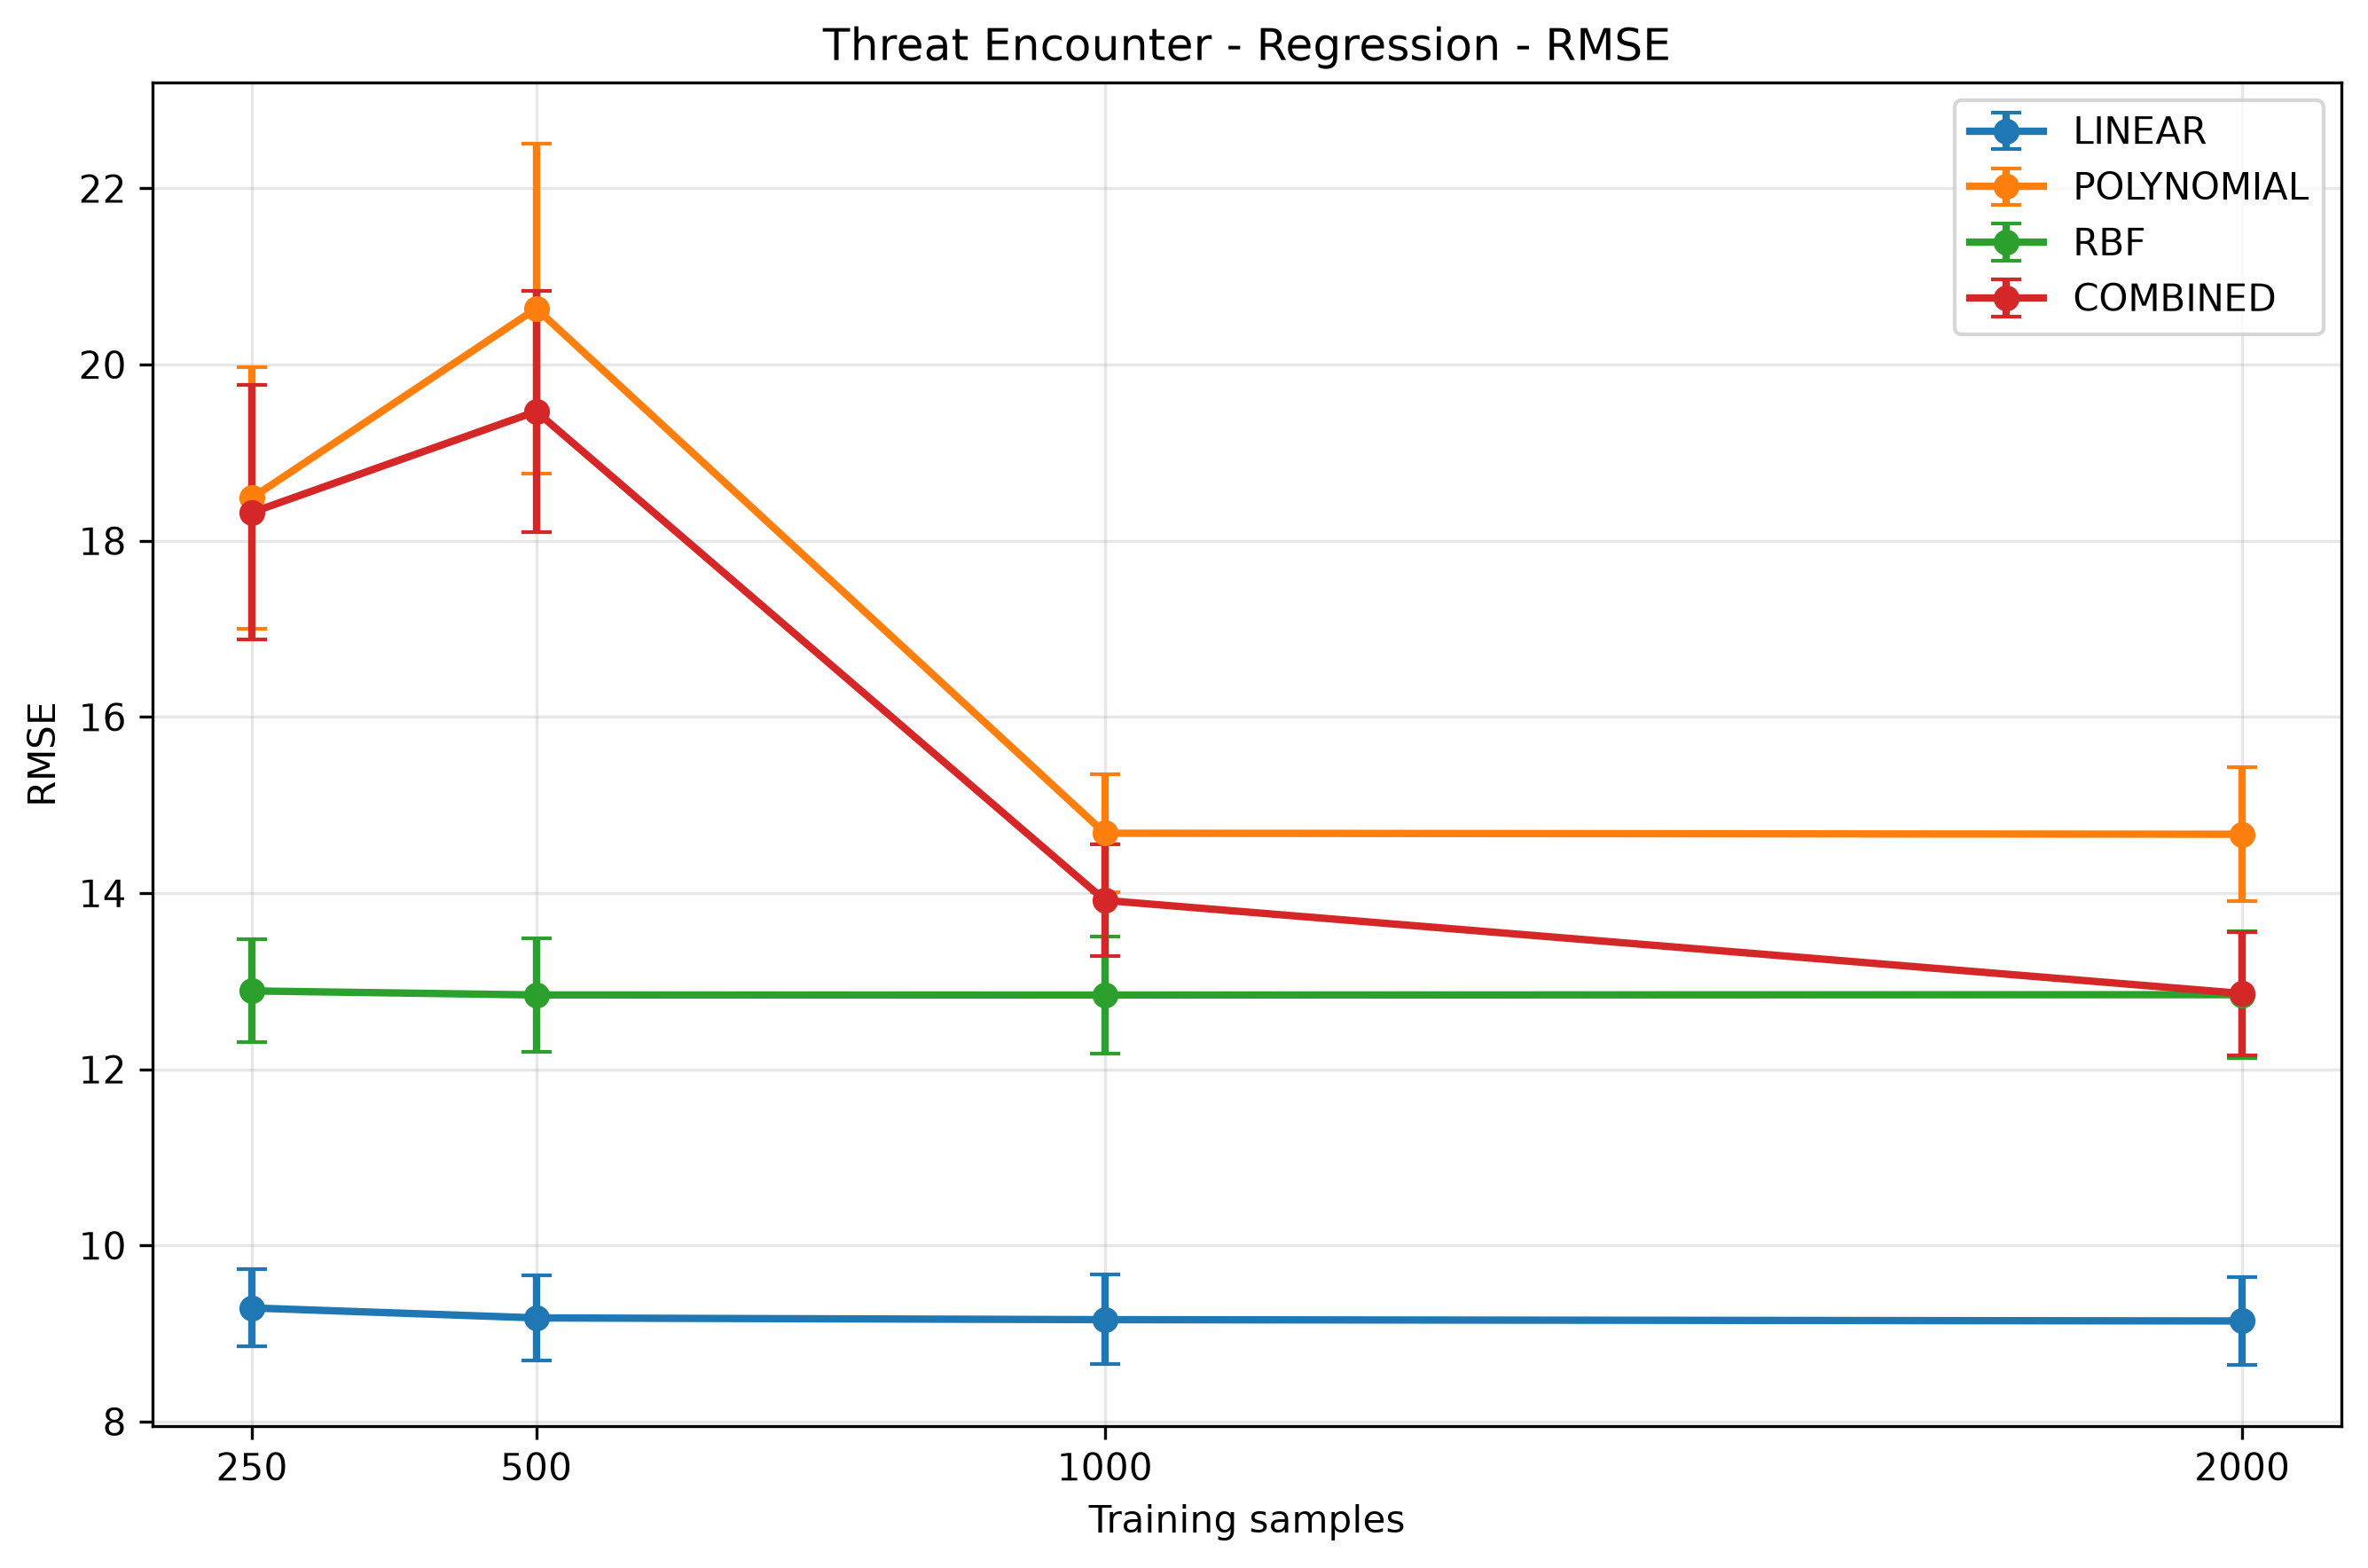 Threat Encounter - Regression - RMSE
LINEAR
POLYNOMIAL
RBF
COMBINED
22
20
18
16
14
12
10
8
RMSE
250 500 1000 2000
Training samples